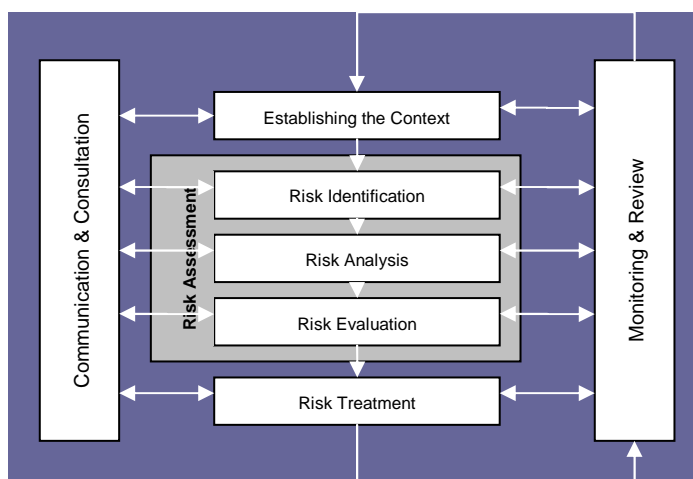 Communication & Consultation
Establishing the Context
Risk Assessment
Risk Identification
Risk Analysis
Risk Evaluation
Risk Treatment
Monitoring & Review